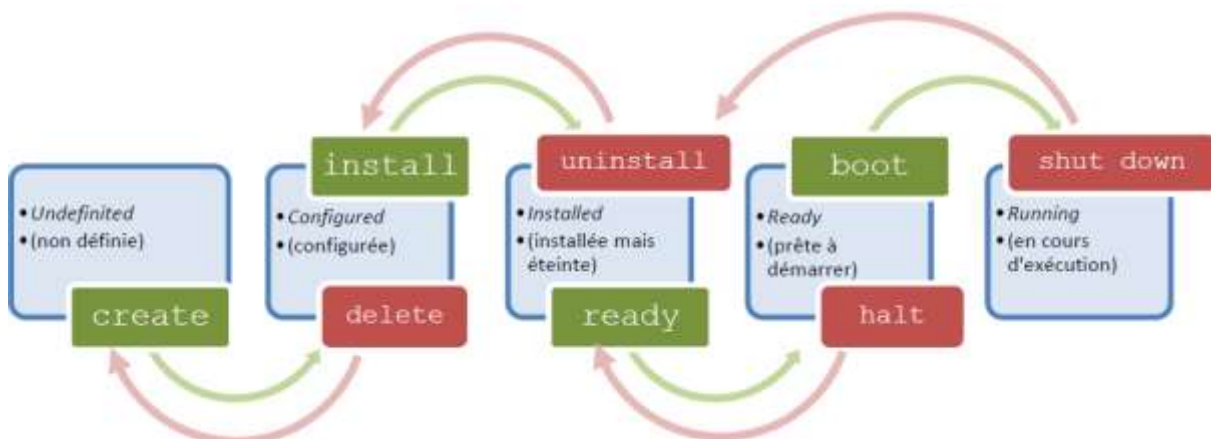 install
uninstall
boot
shut down
• Undefinited
• (non définie)
• Configured
• (configurée)
• Installed
• (installée mais
éteinte)
• Ready
• (prête à
démarrer)
• Running
• (en cours
d'exécution)
create
delete
ready
halt